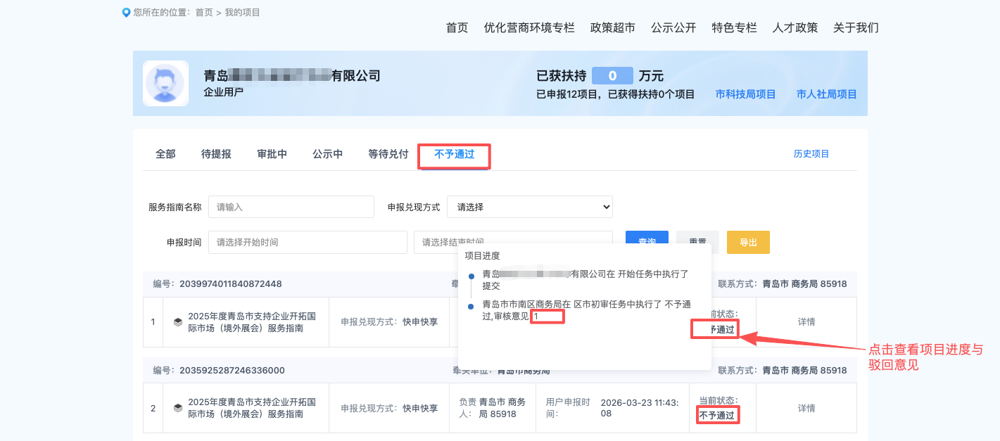 您所在的位置：首页 > 我的项目
首页 优化营商环境专栏 政策超市 公示公开 特色专栏 人才政策 关于我们
青岛 有限公司
企业用户
已获扶持 0 万元
已申报12项目，已获得扶持0个项目 市科技局项目 市人社局项目
全部 待提报 审批中 公示中 等待兑付 不予通过 历史项目
服务指南名称 请输入 申报兑现方式 请选择
申报时间 请选择开始时间 请选择结束时间 查询 重置 导出
项目进度
青岛 有限公司在 开始任务中执行了
提交
青岛市市南区商务局在 区市初审任务中执行了 不予通
过,审核意见 1
编号：2039974011840872448 联系方式：青岛市 商务局 85918
1 2025年度青岛市支持企业开拓国
际市场（境外展会）服务指南
申报兑现方式：快申快享
前状态：
予通过
详情
点击查看项目进度与
驳回意见
编号：2035925287246336000 牵头单位：青岛市商务局 联系方式：青岛市 商务局 85918
2 2025年度青岛市支持企业开拓国
际市场（境外展会）服务指南
申报兑现方式：快申快享
负责 青岛市 商务
人： 局 85918
用户申报时
间：
2026-03-23 11:43:
08
当前状态：
不予通过
详情